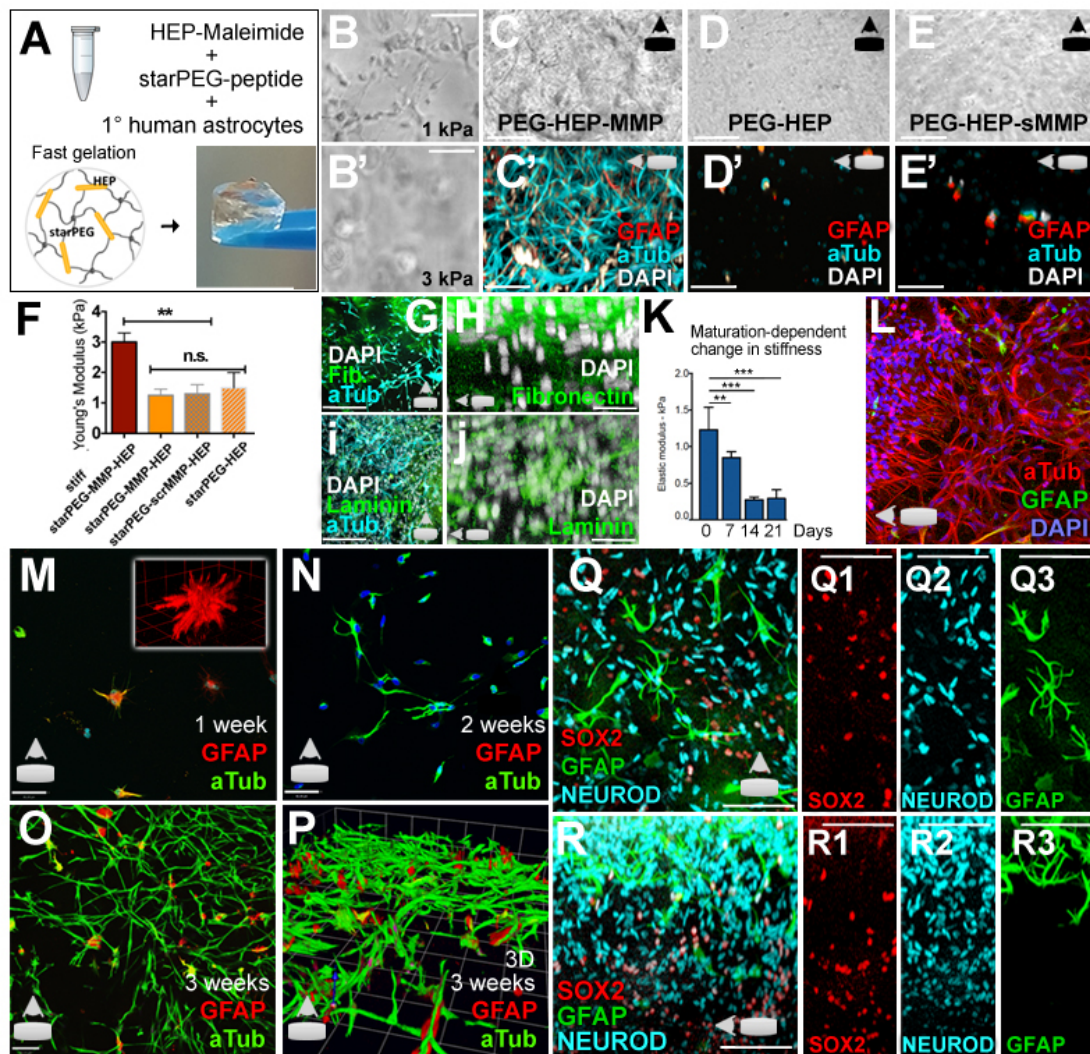 A
HEP-Maleimide
+
starPEG-peptide
+
1° human astrocytes
Fast gelation
HEP
starPEG
B
1 kPa
B'
3 kPa
C
PEG-HEP-MMP
D
PEG-HEP
E
PEG-HEP-sMMP
C'
GFAP
aTub
DAPI
D'
GFAP
aTub
DAPI
E'
GFAP
aTub
DAPI
F
Young's Modulus (kPa)
4
3
2
1
0
**
n.s.
stiff
starPEG-MMP-HEP
starPEG-MMP-HEP
starPEG-scrMMP-HEP
starPEG-HEP
G
DAPI
Fib.
aTub
H
DAPI
Fibronectin
i
DAPI
Laminin
aTub
j
DAPI
Laminin
K
Maturation-dependent
change in stiffness
Elastic modulus - kPa
2.0
1.5
1.0
0.5
0.0
***
***
**
0 7 14 21 Days
L
aTub
GFAP
DAPI
M
1 week
GFAP
aTub
N
2 weeks
GFAP
aTub
O
3 weeks
GFAP
aTub
P
3D
3 weeks
GFAP
aTub
Q
SOX2
GFAP
NEUROD
Q1
SOX2
Q2
NEUROD
Q3
GFAP
R
SOX2
GFAP
NEUROD
R1
SOX2
R2
NEUROD
R3
GFAP